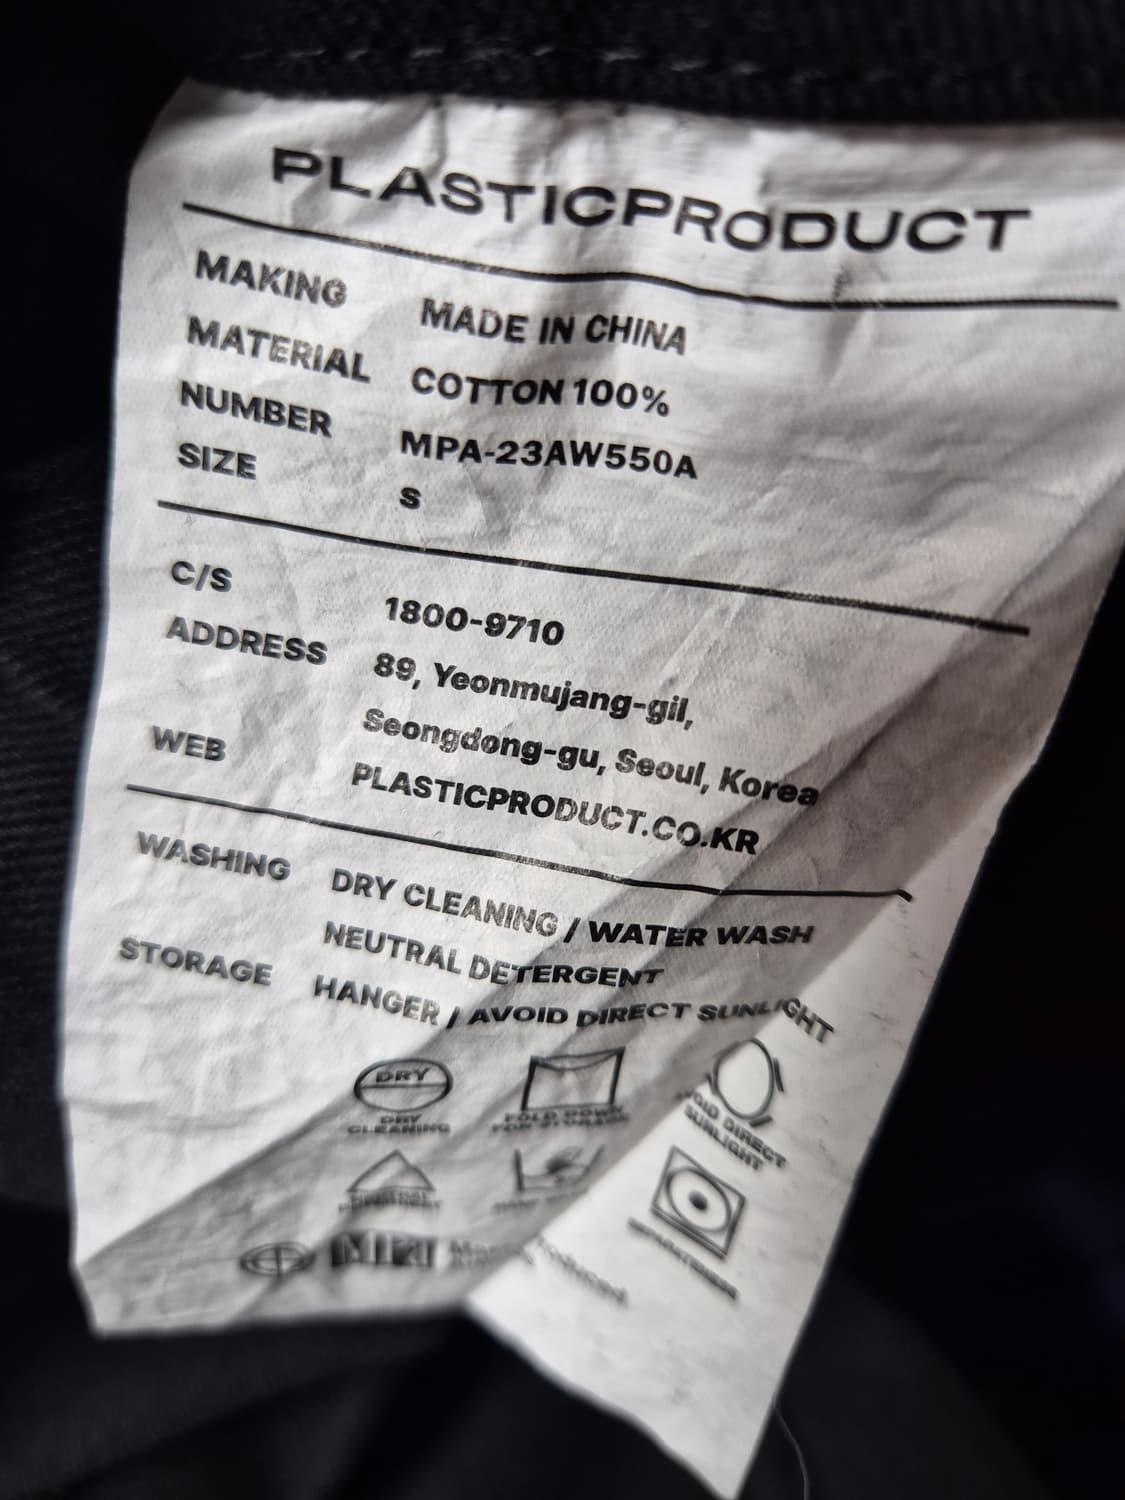 PLASTICPRODUCT
MAKING MADE IN CHINA
MATERIAL COTTON 100%
NUMBER MPA-23AW550A
SIZE S
C/S 1800-9710
ADDRESS 89, Yeonmujang-gil,
Seongdong-gu, Seoul, Korea
WEB PLASTICPRODUCT.CO.KR
WASHING DRY CLEANING / WATER WASH
NEUTRAL DETERGENT
STORAGE HANGER / AVOID DIRECT SUNLIGHT
DRY
DRY
CLEANING
FOLD DOWN
FOR STORAGE
DIRECT
SUNLIGHT